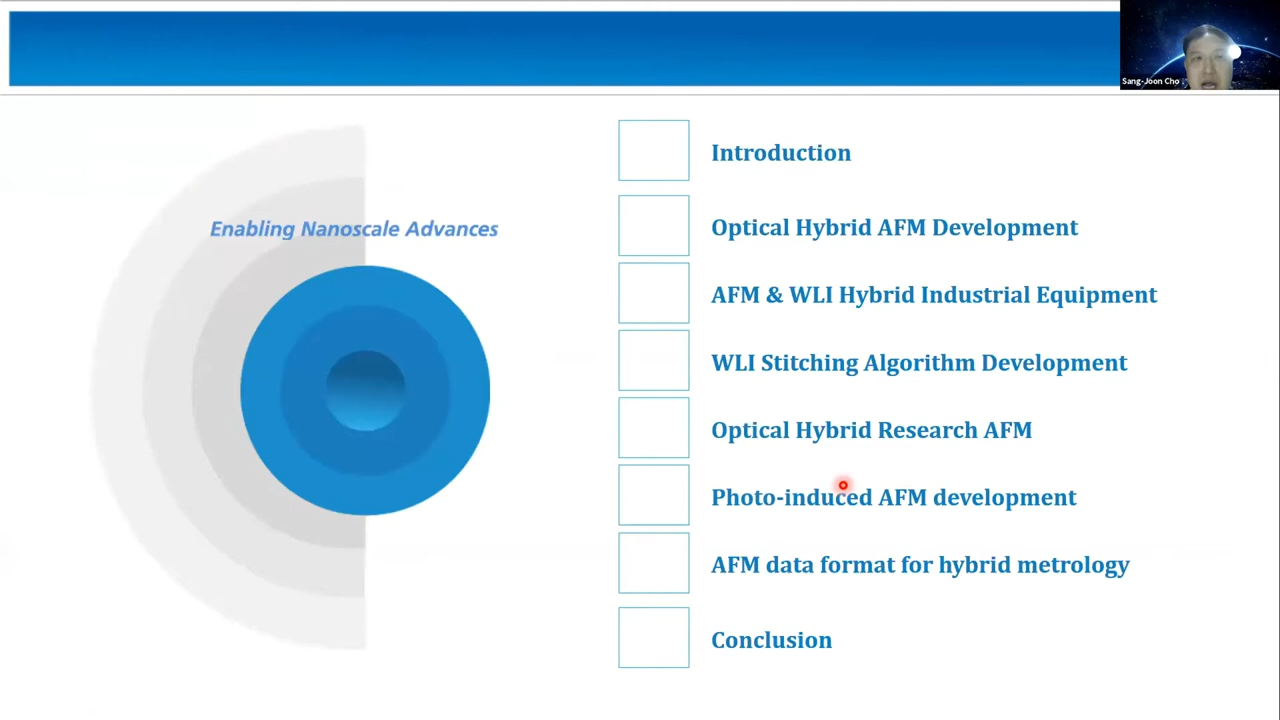 Sang-Joon Cho
Introduction
Enabling Nanoscale Advances
Optical Hybrid AFM Development
AFM & WLI Hybrid Industrial Equipment
WLI Stitching Algorithm Development
Optical Hybrid Research AFM
Photo-induced AFM development
AFM data format for hybrid metrology
Conclusion